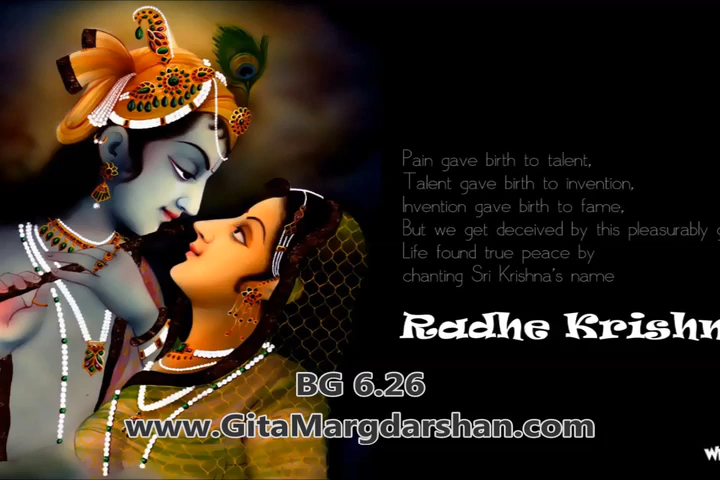 Pain gave birth to talent,
Talent gave birth to invention,
Invention gave birth to fame,
But we get deceived by this pleasurably
Life found true peace by
chanting Sri Krishna's name
Radhe Krishn
BG 6.26
www.GitaMargdarshan.com